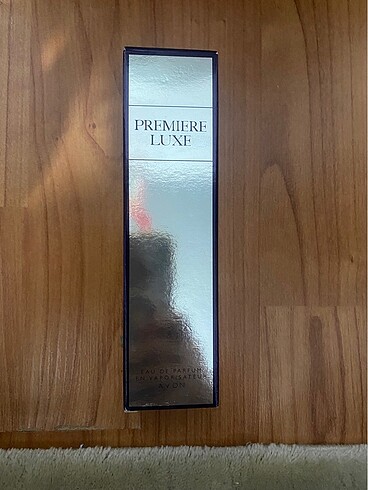 PREMIERE
LUXE
EAU DE PARFUM
EN VAPORISATEUR
AVON